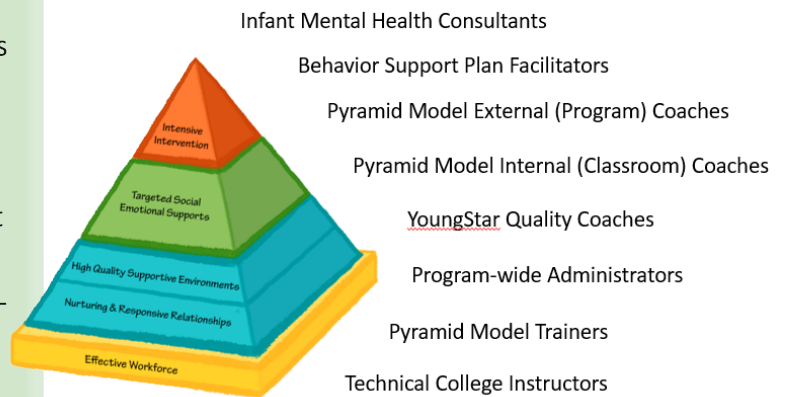 Infant Mental Health Consultants
Behavior Support Plan Facilitators
Pyramid Model External (Program) Coaches
Pyramid Model Internal (Classroom) Coaches
YoungStar Quality Coaches
Program-wide Administrators
Pyramid Model Trainers
Technical College Instructors
Intensive
Intervention
Targeted Social
Emotional Supports
High Quality Supportive Environments
Nurturing & Responsive Relationships
Effective Workforce